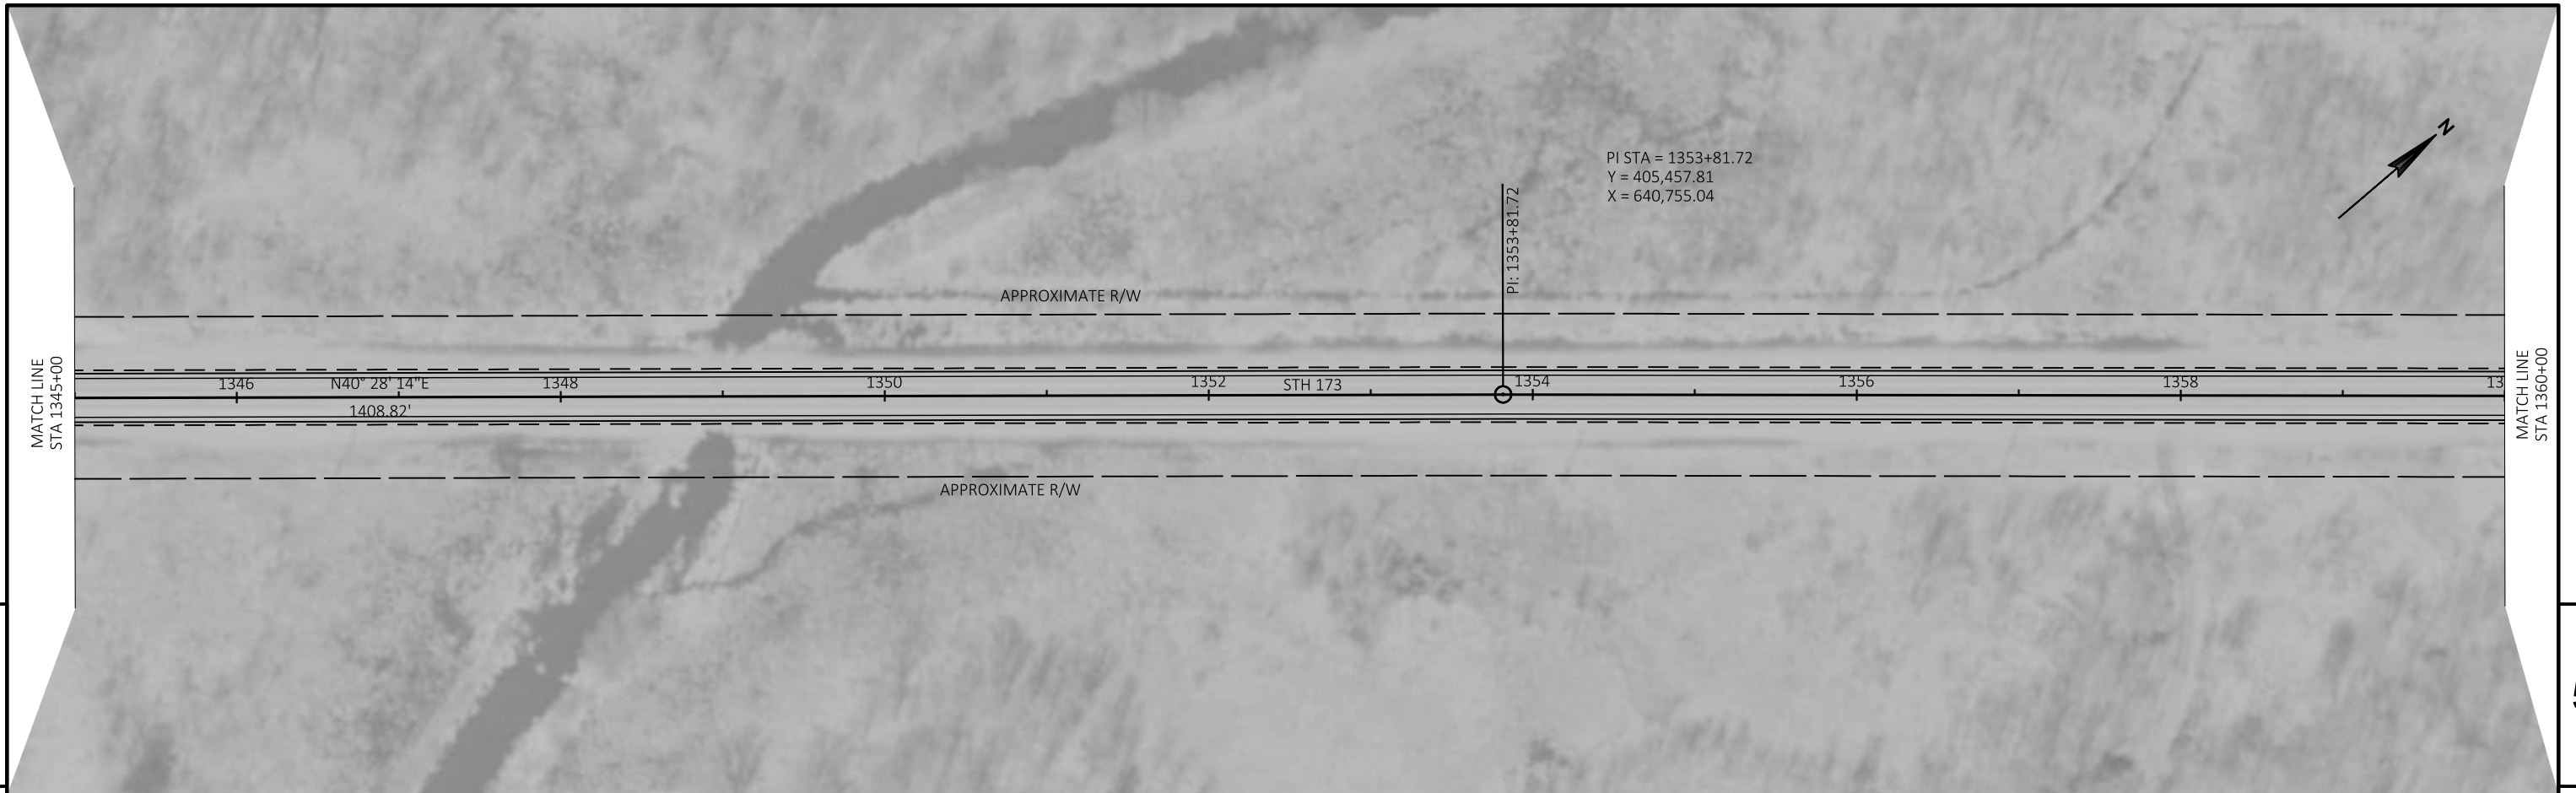 N
PI STA = 1353+81.72
Y = 405,457.81
X = 640,755.04
PI: 1353+81.72
APPROXIMATE R/W
MATCH LINE
STA 1345+00
1346
N40° 28' 14"E
1348
1350
1352
STH 173
1354
1356
1358
13
1408.82'
MATCH LINE
STA 1360+00
APPROXIMATE R/W